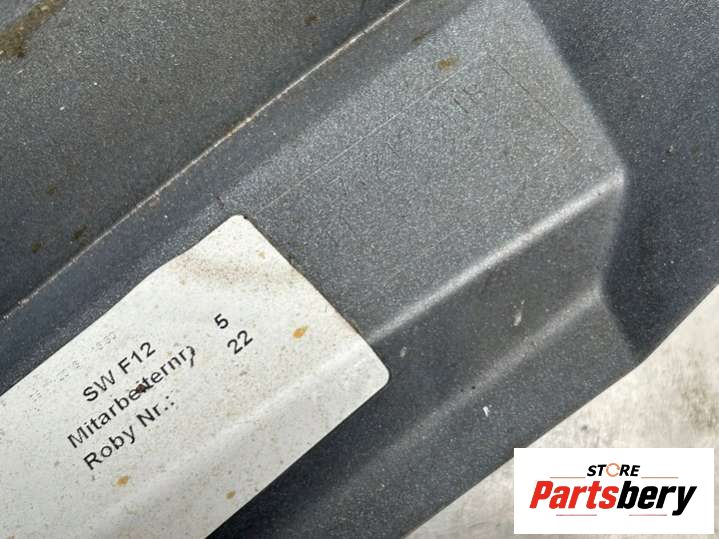 SW F12
Mitarbeiternr: 5
Roby Nr.: 22
STORE
Partsbery